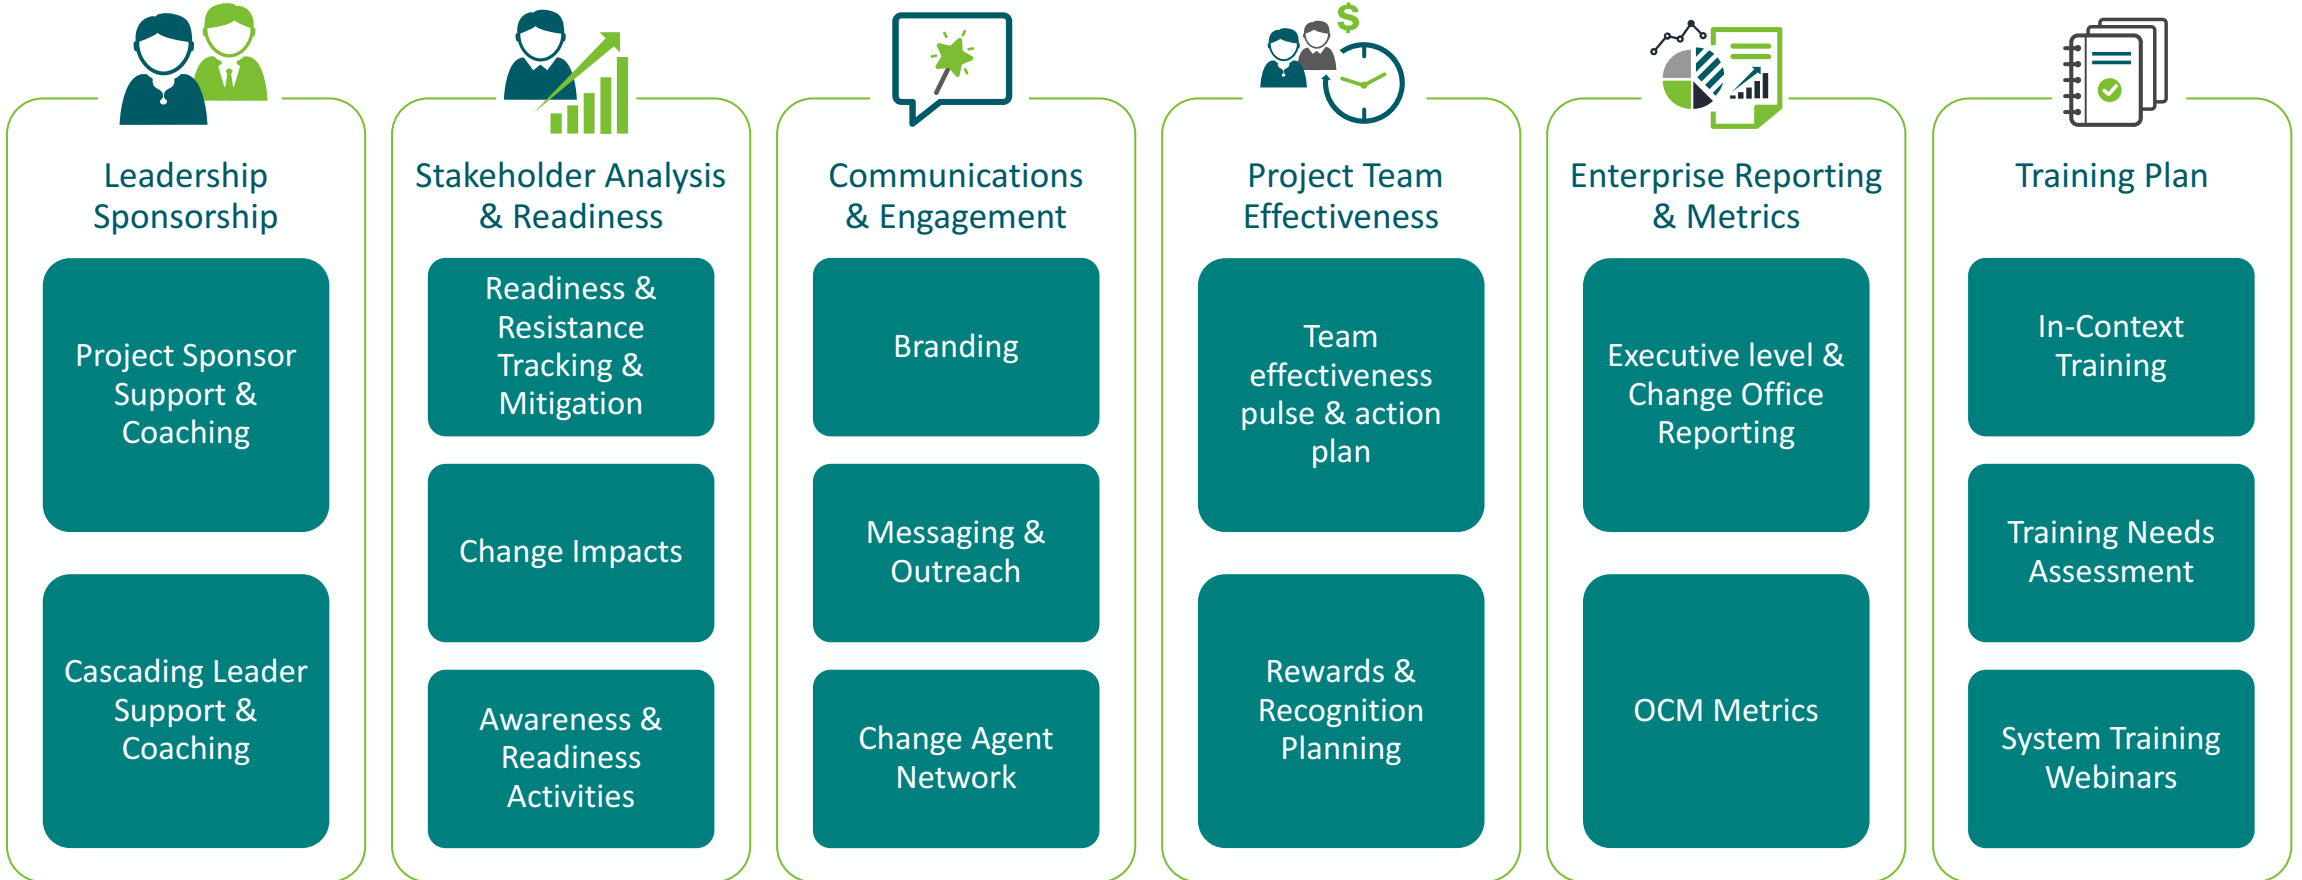 $
Leadership
Sponsorship
Project Sponsor
Support &
Coaching
Cascading Leader
Support &
Coaching
Stakeholder Analysis
& Readiness
Readiness &
Resistance
Tracking &
Mitigation
Change Impacts
Awareness &
Readiness
Activities
Communications
& Engagement
Branding
Messaging &
Outreach
Change Agent
Network
Project Team
Effectiveness
Team
effectiveness
pulse & action
plan
Rewards &
Recognition
Planning
Enterprise Reporting
& Metrics
Executive level &
Change Office
Reporting
OCM Metrics
Training Plan
In-Context
Training
Training Needs
Assessment
System Training
Webinars